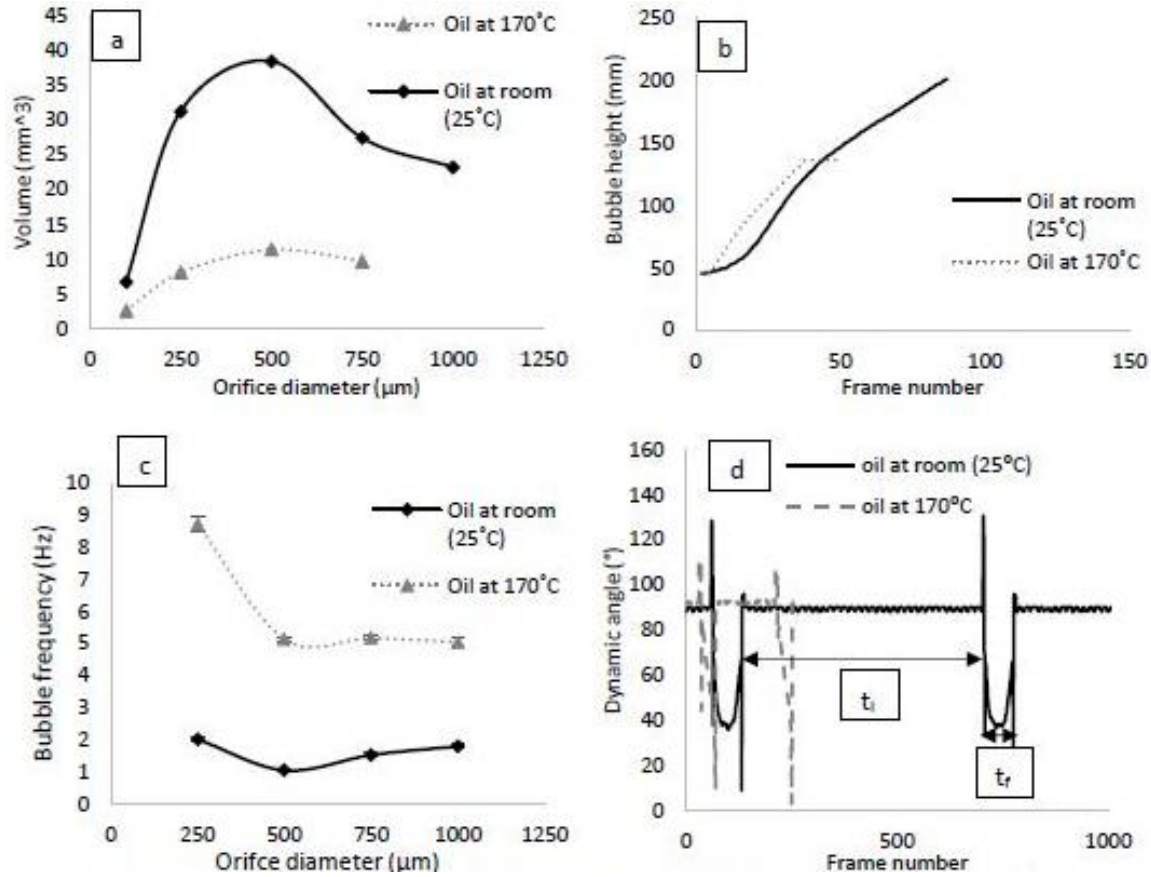 a
Oil at 170˚C
Oil at room
(25˚C)
Volume (mm^3)
45
40
35
30
25
20
15
10
5
0
0 250 500 750 1000 1250
Orifice diameter (µm)
b
Bubble height (mm)
250
200
150
100
50
0
Oil at room
(25˚C)
Oil at 170˚C
0 50 100 150
Frame number
c
Bubble frequency (Hz)
10
9
8
7
6
5
4
3
2
1
0
Oil at room
(25˚C)
Oil at 170˚C
0 250 500 750 1000 1250
Orifce diameter (µm)
d
oil at room (25ºC)
oil at 170ºC
Dynamic angle (°)
160
140
120
100
80
60
40
20
0
ti
tf
0 500 1000
Frame number